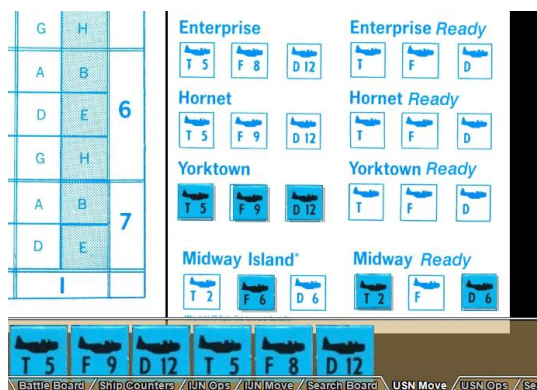 G H
A B
D E 6
G H
A B
D E 7
I
Enterprise Enterprise Ready
T 5 F 8 D 12 T F D
Hornet Hornet Ready
T 5 F 9 D 12 T F D
Yorktown Yorktown Ready
T 5 F 9 D 12 T F D
Midway Island* Midway Ready
T 2 F 6 D 6 T 2 F D 6
T 5 F 9 D 12 T 5 F 8 D 12
Battle Board Ship Counters IJN Ops IJN Move Search Board USN Move USN Ops Se